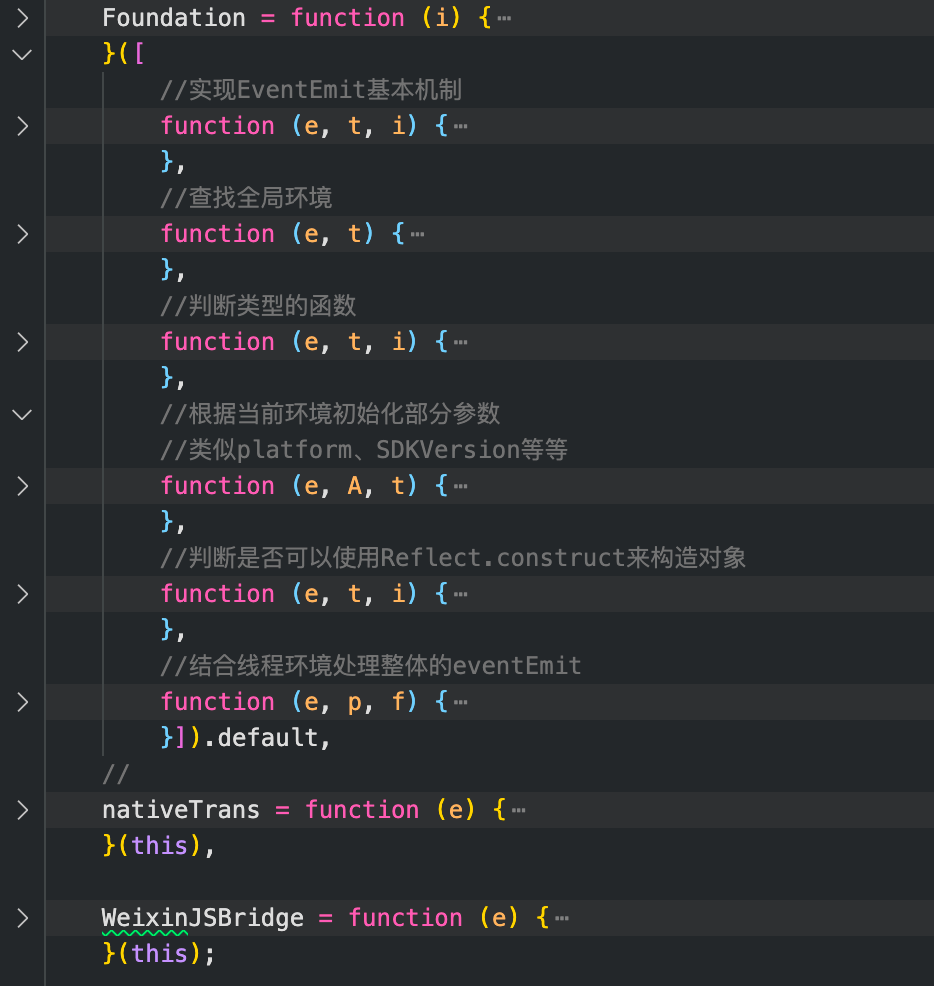 Foundation = function (i) {⋯
}([
//实现EventEmit基本机制
function (e, t, i) {⋯
},
//查找全局环境
function (e, t) {⋯
},
//判断类型的函数
function (e, t, i) {⋯
},
//根据当前环境初始化部分参数
//类似platform、SDKVersion等等
function (e, A, t) {⋯
},
//判断是否可以使用Reflect.construct来构造对象
function (e, t, i) {⋯
},
//结合线程环境处理整体的eventEmit
function (e, p, f) {⋯
}]).default,
//
nativeTrans = function (e) {⋯
}(this),
WeixinJSBridge = function (e) {⋯
}(this);